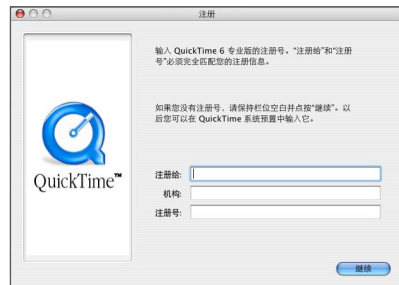 注册
输入 QuickTime 6 专业版的注册号。“注册给”和“注册
号”必须完全匹配您的注册信息。
如果您没有注册号，请保持栏位空白并点按“继续”。以
后您可以在 QuickTime 系统预置中输入它。
QuickTime™
注册给:
机构:
注册号:
继续